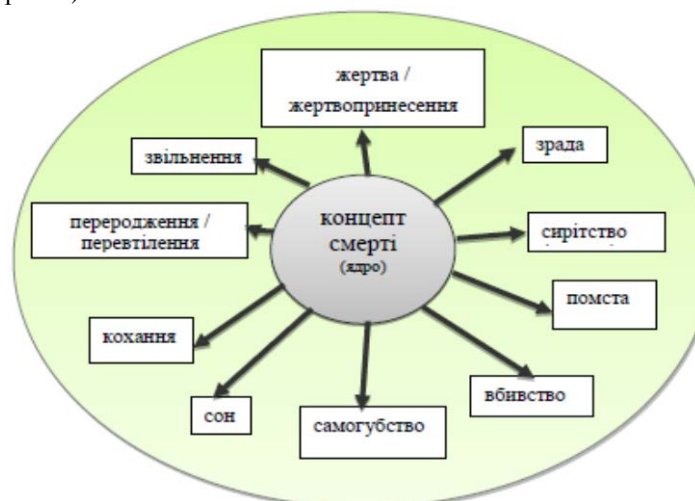 жертва /
жертвопринесення
зрада
звільнення
переродження /
перевтілення
концепт
смерті
(ядро)
сирітство
помста
кохання
вбивство
сон
самогубство